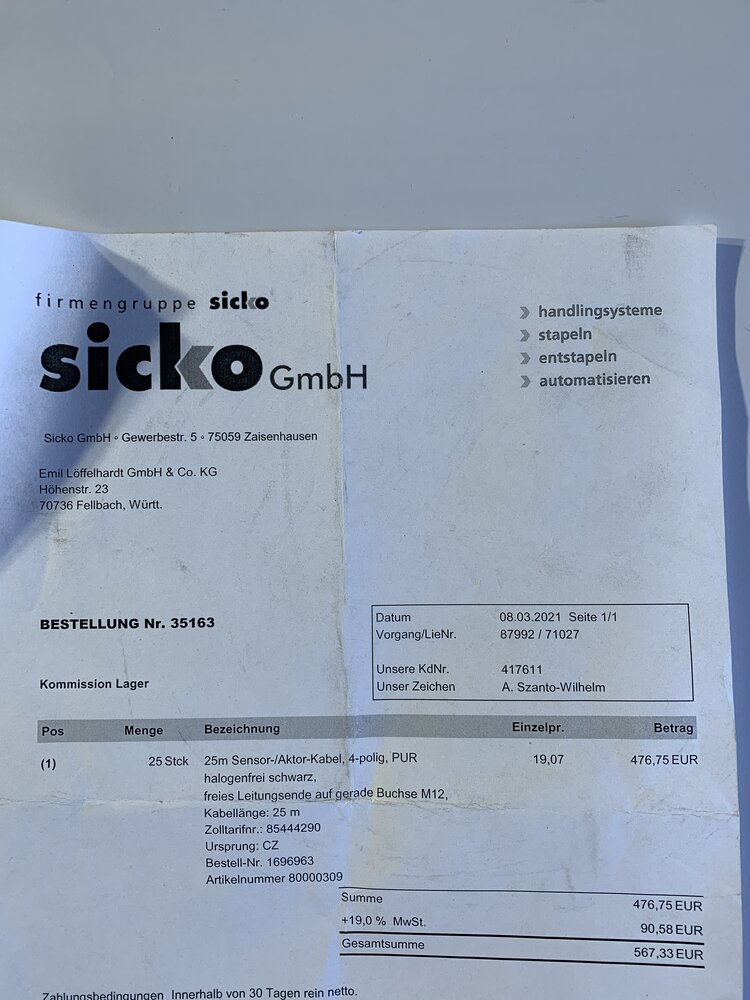 firmengruppe sicko
sicko GmbH
handlingsysteme
stapeln
entstapeln
automatisieren
Sicko GmbH ◦ Gewerbestr. 5 ◦ 75059 Zaisenhausen
Emil Löffelhardt GmbH & Co. KG
Höhenstr. 23
70736 Fellbach, Württ.
BESTELLUNG Nr. 35163
Datum 08.03.2021 Seite 1/1
Vorgang/LieNr. 87992 / 71027
Unsere KdNr. 417611
Unser Zeichen A. Szanto-Wilhelm
Kommission Lager
Pos Menge Bezeichnung Einzelpr. Betrag
(1) 25 Stck 25m Sensor-/Aktor-Kabel, 4-polig, PUR 19,07 476,75 EUR
halogenfrei schwarz,
freies Leitungsende auf gerade Buchse M12,
Kabellänge: 25 m
Zolltarifnr.: 85444290
Ursprung: CZ
Bestell-Nr. 1696963
Artikelnummer 80000309
Summe 476,75 EUR
+19,0 % MwSt. 90,58 EUR
Gesamtsumme 567,33 EUR
Zahlungsbedingungen Innerhalb von 30 Tagen rein netto.